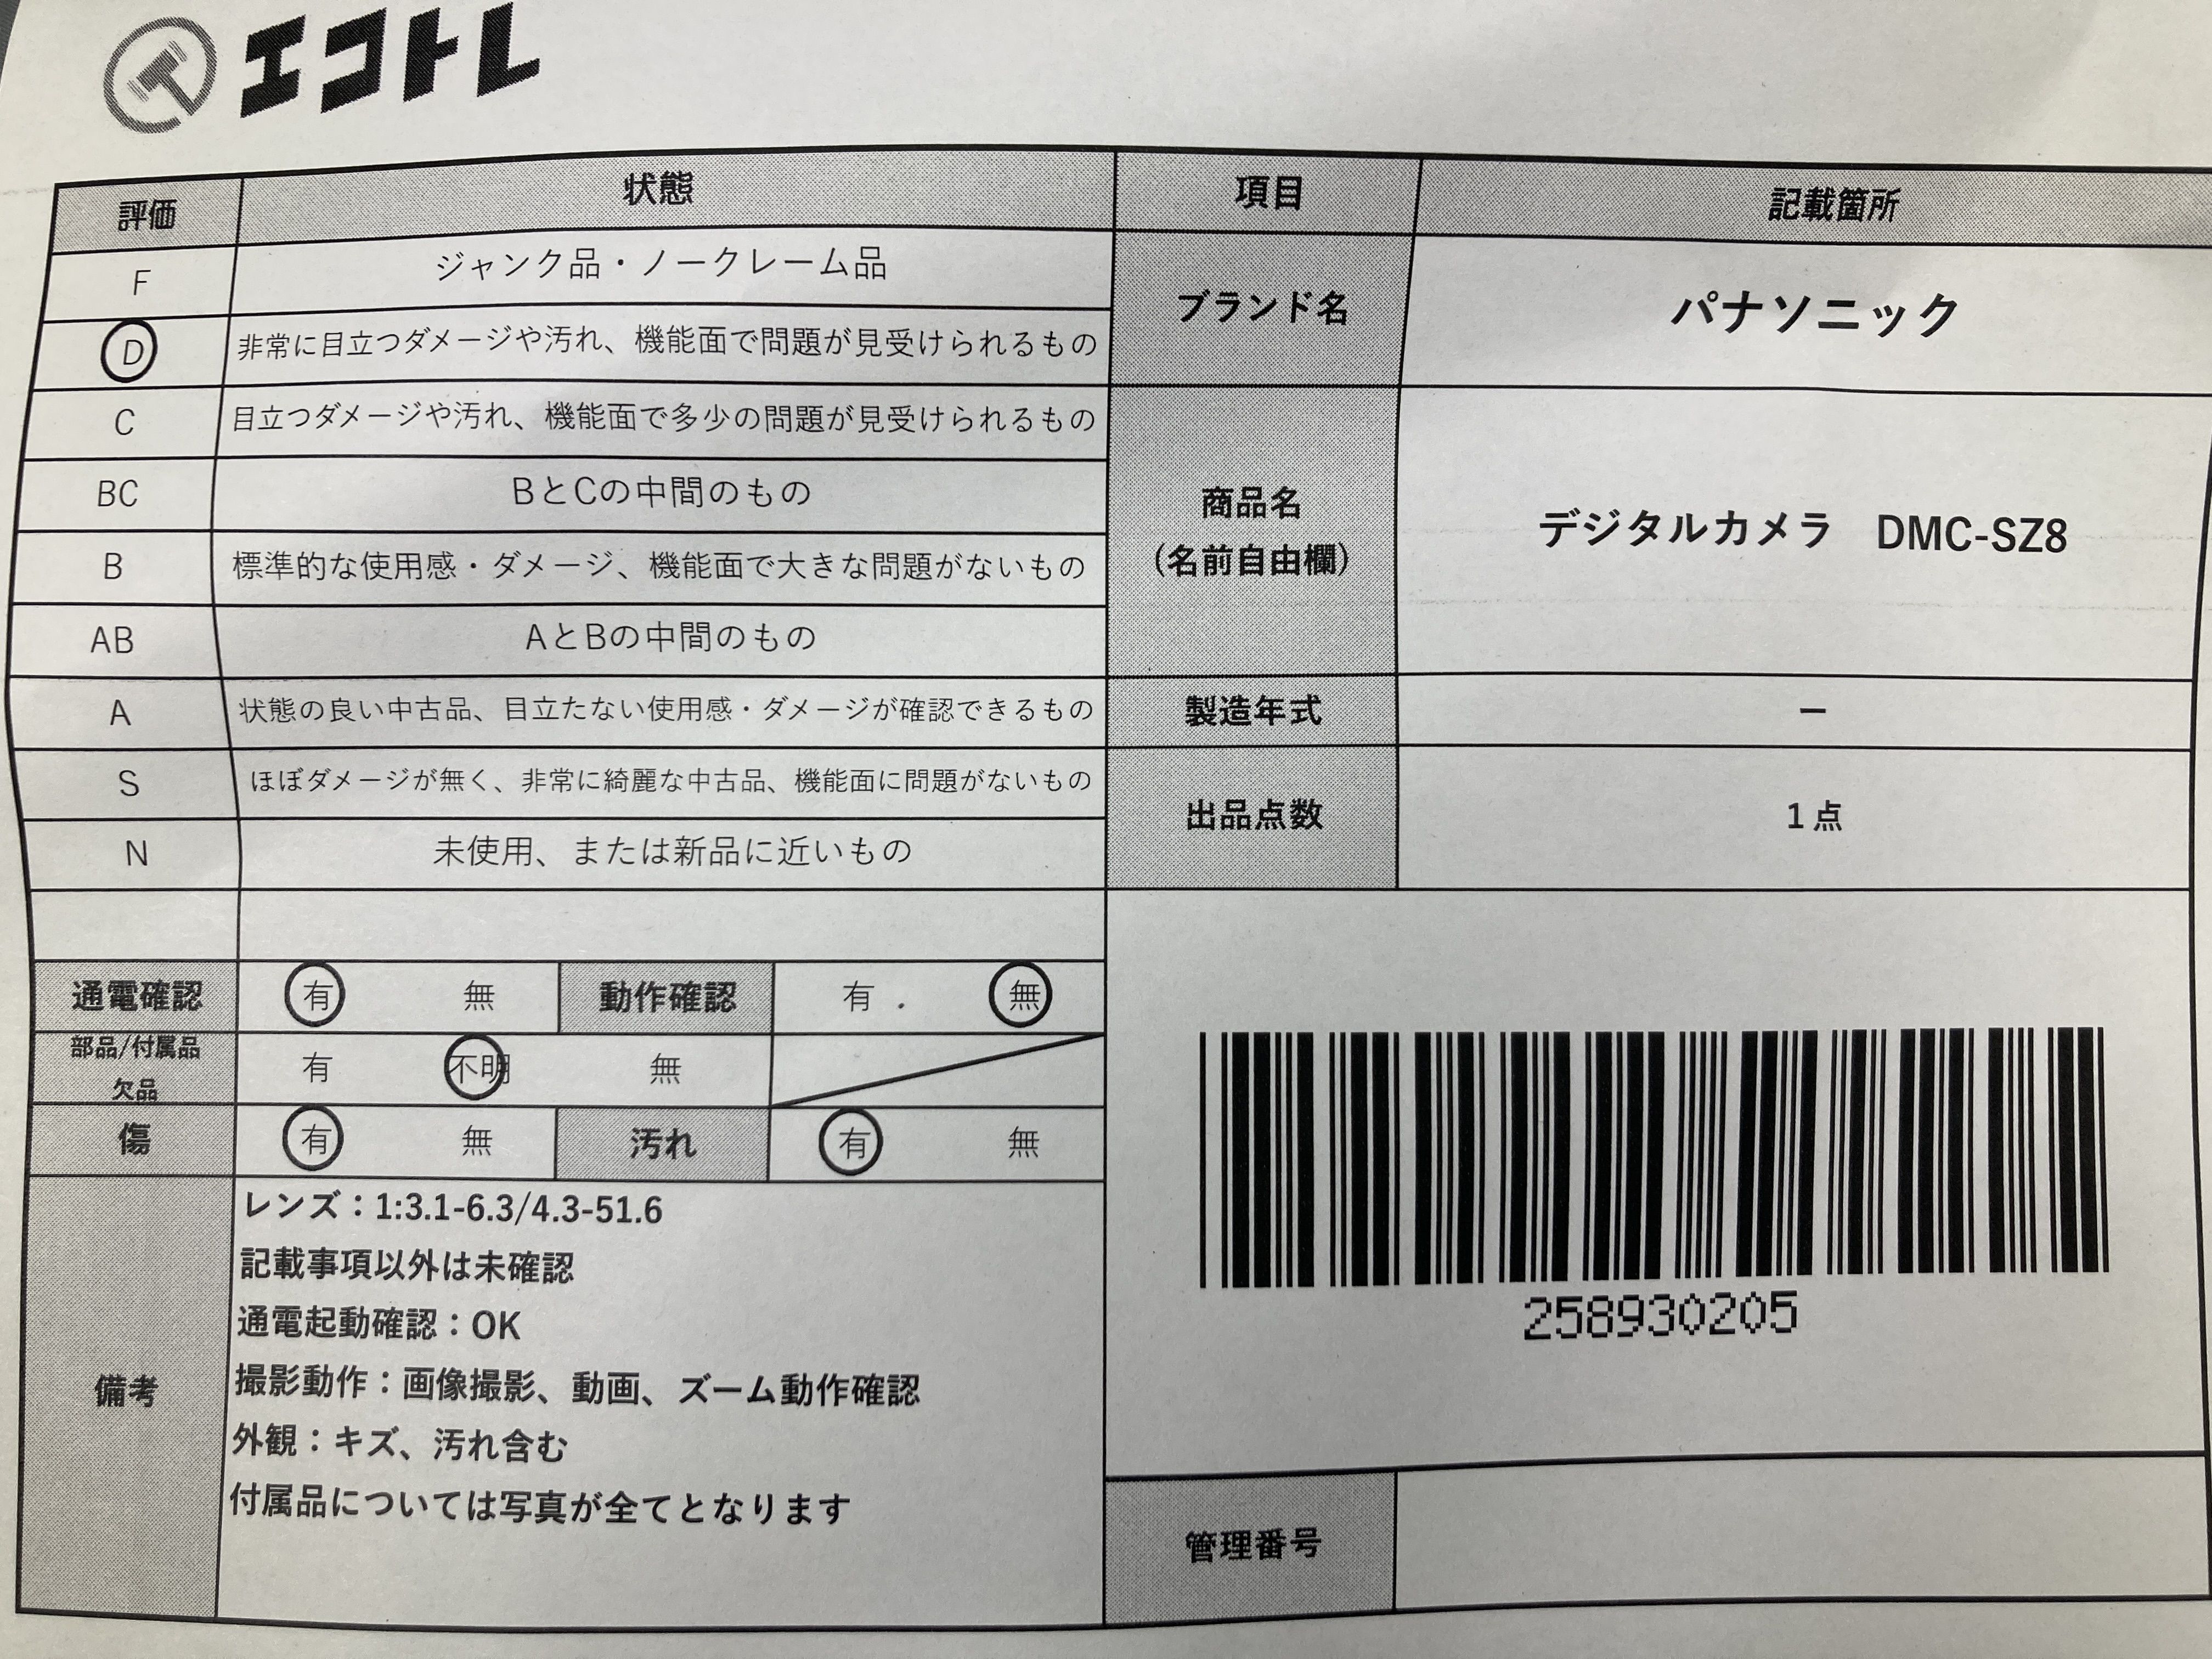 エコトレ
評価 状態 項目 記載箇所
F ジャンク品・ノークレーム品
D 非常に目立つダメージや汚れ、機能面で問題が見受けられるもの
ブランド名 パナソニック
C 目立つダメージや汚れ、機能面で多少の問題が見受けられるもの
BC BとCの中間のもの
B 標準的な使用感・ダメージ、機能面で大きな問題がないもの
商品名
(名前自由欄)
デジタルカメラ DMC-SZ8
AB AとBの中間のもの
A 状態の良い中古品、目立たない使用感・ダメージが確認できるもの
製造年式 ー
S ほぼダメージが無く、非常に綺麗な中古品、機能面に問題がないもの
出品点数 1点
N 未使用、または新品に近いもの
通電確認 有 無 動作確認 有 . 無
部品/付属品
欠品
有 不明 無
傷 有 無 汚れ 有 無
備考
レンズ：1:3.1-6.3/4.3-51.6
記載事項以外は未確認
通電起動確認：OK
撮影動作：画像撮影、動画、ズーム動作確認
外観：キズ、汚れ含む
付属品については写真が全てとなります
258930205
管理番号